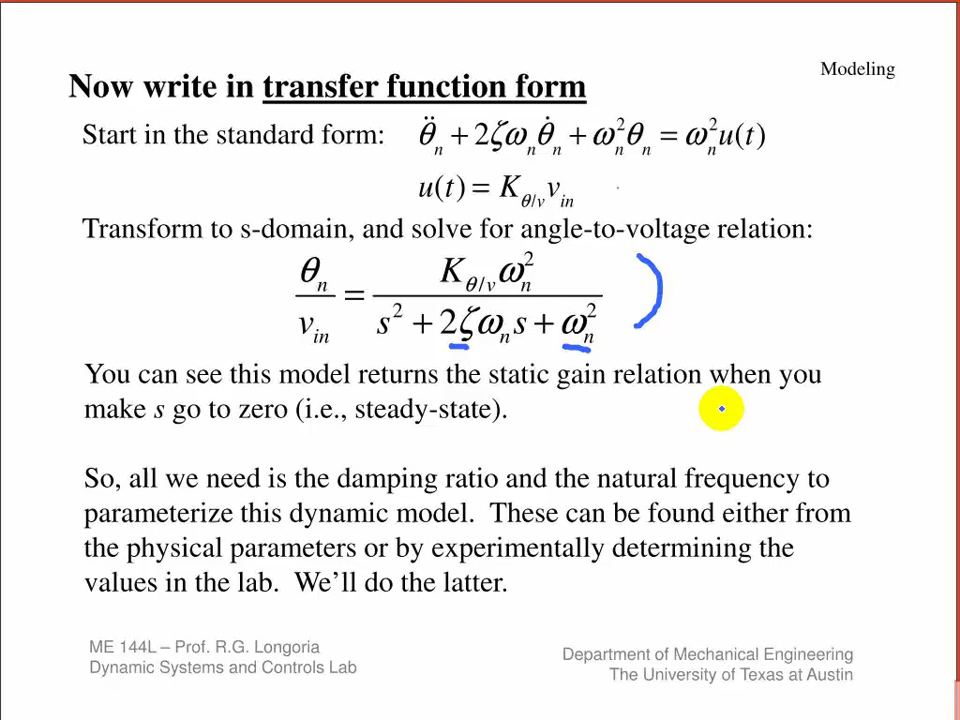 Modeling
Now write in transfer function form
Start in the standard form: θ̈ₙ + 2ζωₙθ̇ₙ + ωₙ²θₙ = ωₙ²u(t)
u(t) = K_θ/v v_in
Transform to s-domain, and solve for angle-to-voltage relation:
θₙ / v_in = K_θ/v ωₙ² / (s² + 2ζωₙs + ωₙ²)
You can see this model returns the static gain relation when you
make s go to zero (i.e., steady-state).
So, all we need is the damping ratio and the natural frequency to
parameterize this dynamic model. These can be found either from
the physical parameters or by experimentally determining the
values in the lab. We’ll do the latter.
ME 144L – Prof. R.G. Longoria
Dynamic Systems and Controls Lab
Department of Mechanical Engineering
The University of Texas at Austin